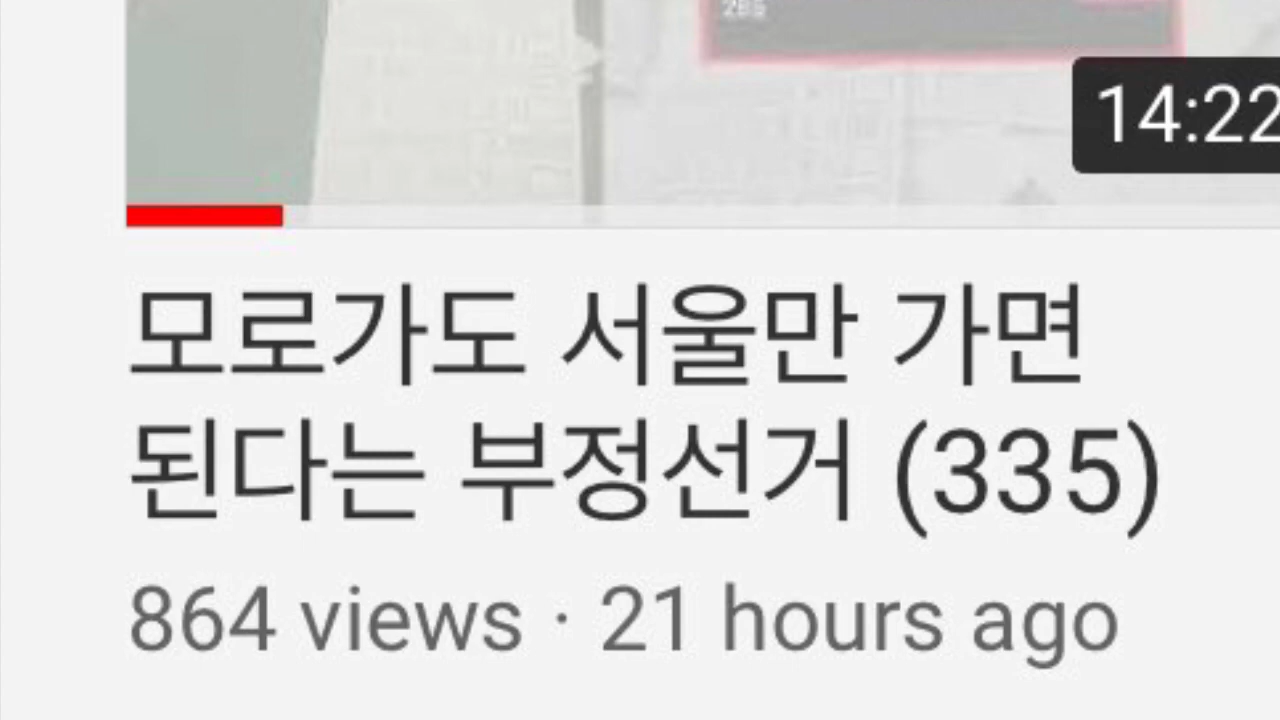 285
14:22
모로가도 서울만 가면
된다는 부정선거 (335)
864 views · 21 hours ago